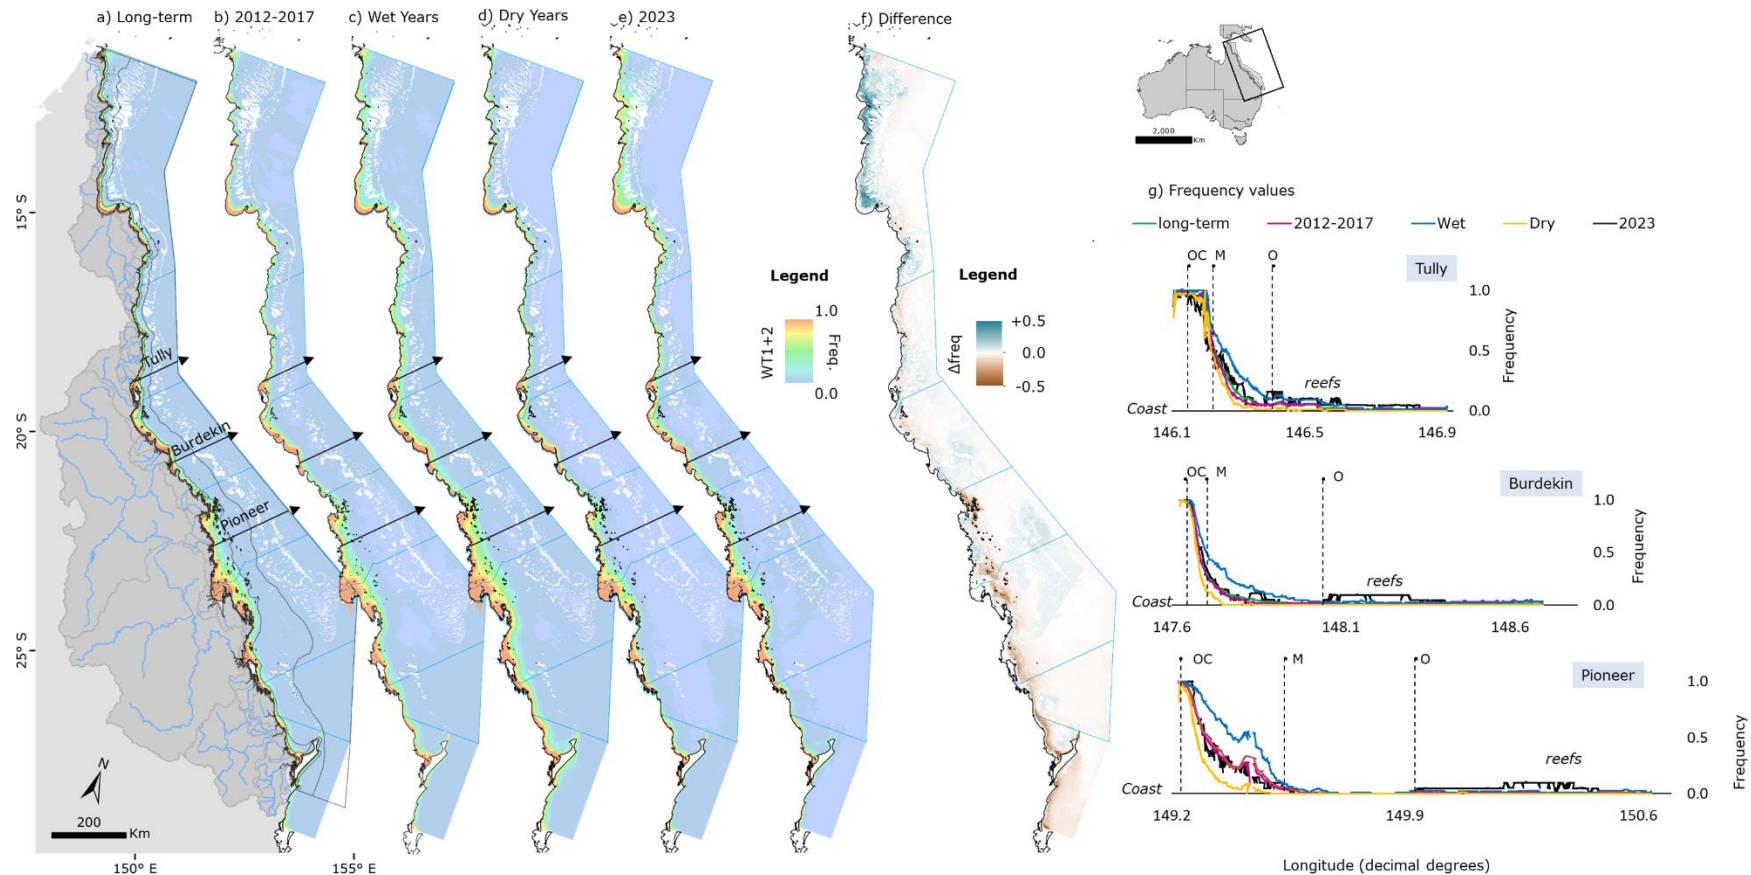 a) Long-term
b) 2012-2017
c) Wet Years
d) Dry Years
e) 2023
f) Difference
15° S
20° S
25° S
150° E
155° E
Tully
Burdekin
Pioneer
N
200
Km
Legend
1.0
WT1+2
Freq
0.0
Legend
+0.5
Δfreq
0.0
-0.5
2,000
Km
g) Frequency values
long-term
2012-2017
Wet
Dry
2023
OC
M
O
Tully
1.0
0.5
0.0
Frequency
reefs
Coast
146.1
146.5
146.9
OC
M
O
Burdekin
1.0
0.5
0.0
Frequency
reefs
Coast
147.6
148.1
148.6
OC
M
O
Pioneer
1.0
0.5
0.0
Frequency
reefs
Coast
149.2
149.9
150.6
Longitude (decimal degrees)